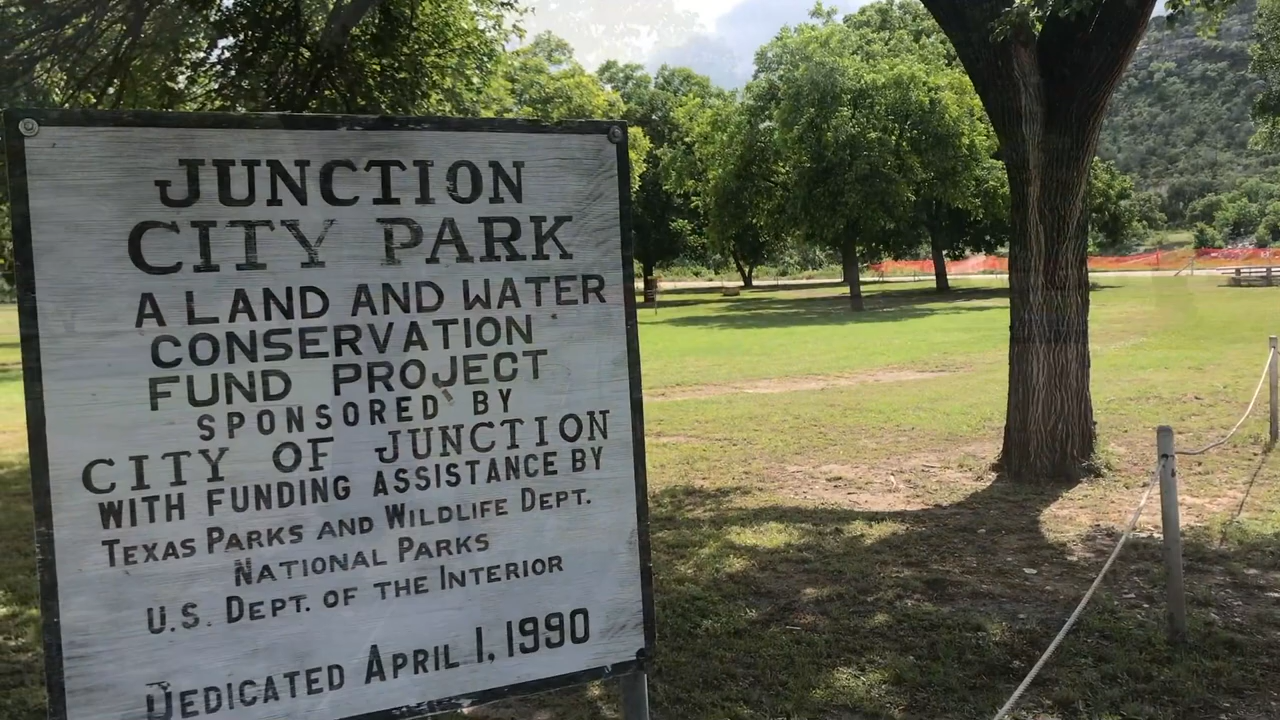 JUNCTION
CITY PARK
A LAND AND WATER
CONSERVATION
FUND PROJECT
SPONSORED BY
CITY OF JUNCTION
WITH FUNDING ASSISTANCE BY
TEXAS PARKS AND WILDLIFE DEPT.
NATIONAL PARKS
U.S. DEPT. OF THE INTERIOR
DEDICATED APRIL 1, 1990